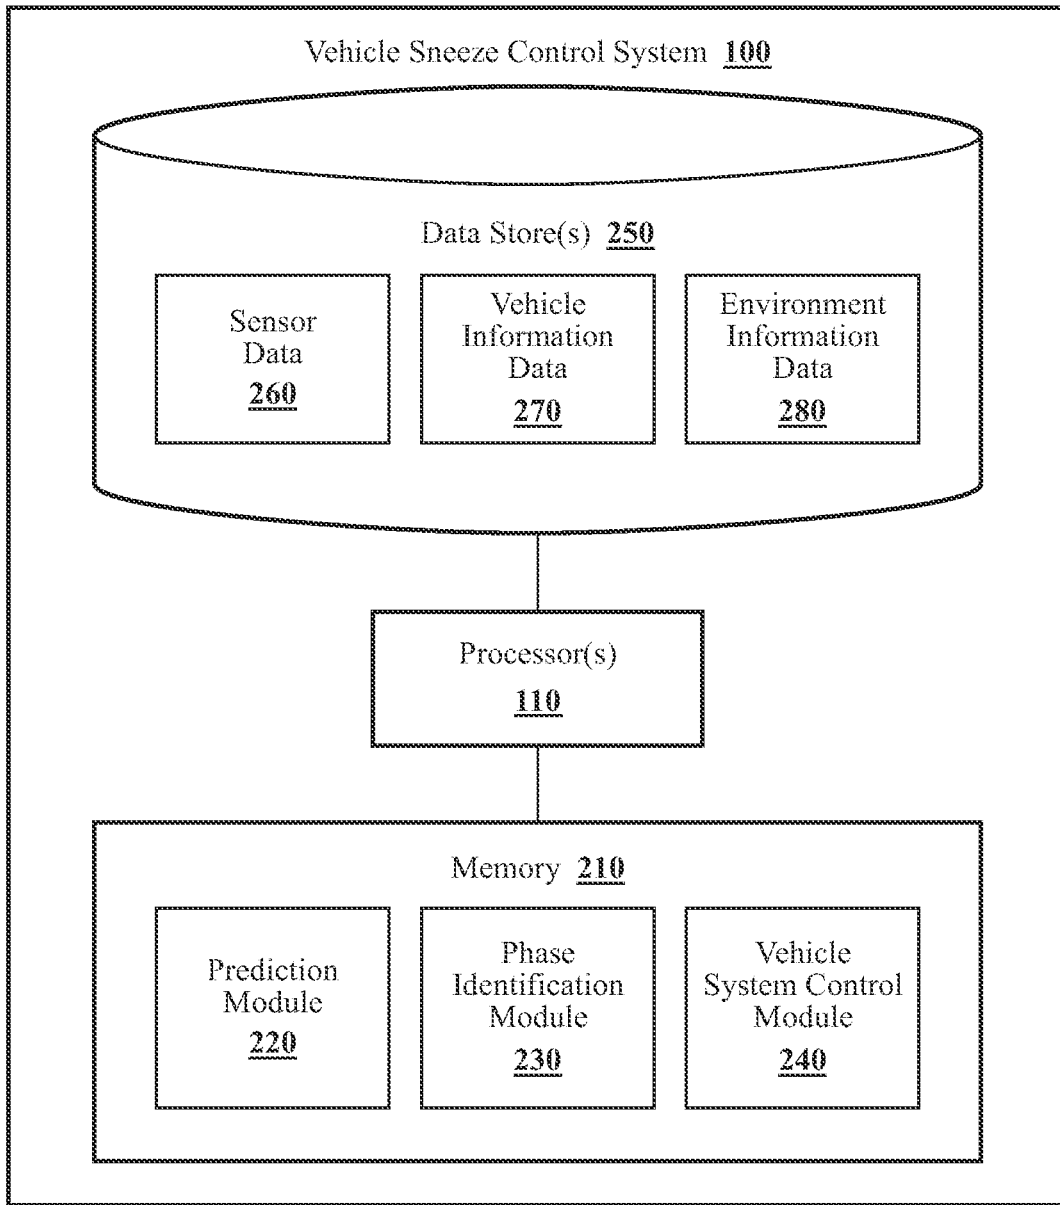 Vehicle Sneeze Control System 100
Data Store(s) 250
Sensor
Data
260
Vehicle
Information
Data
270
Environment
Information
Data
280
Processor(s)
110
Memory 210
Prediction
Module
220
Phase
Identification
Module
230
Vehicle
System Control
Module
240